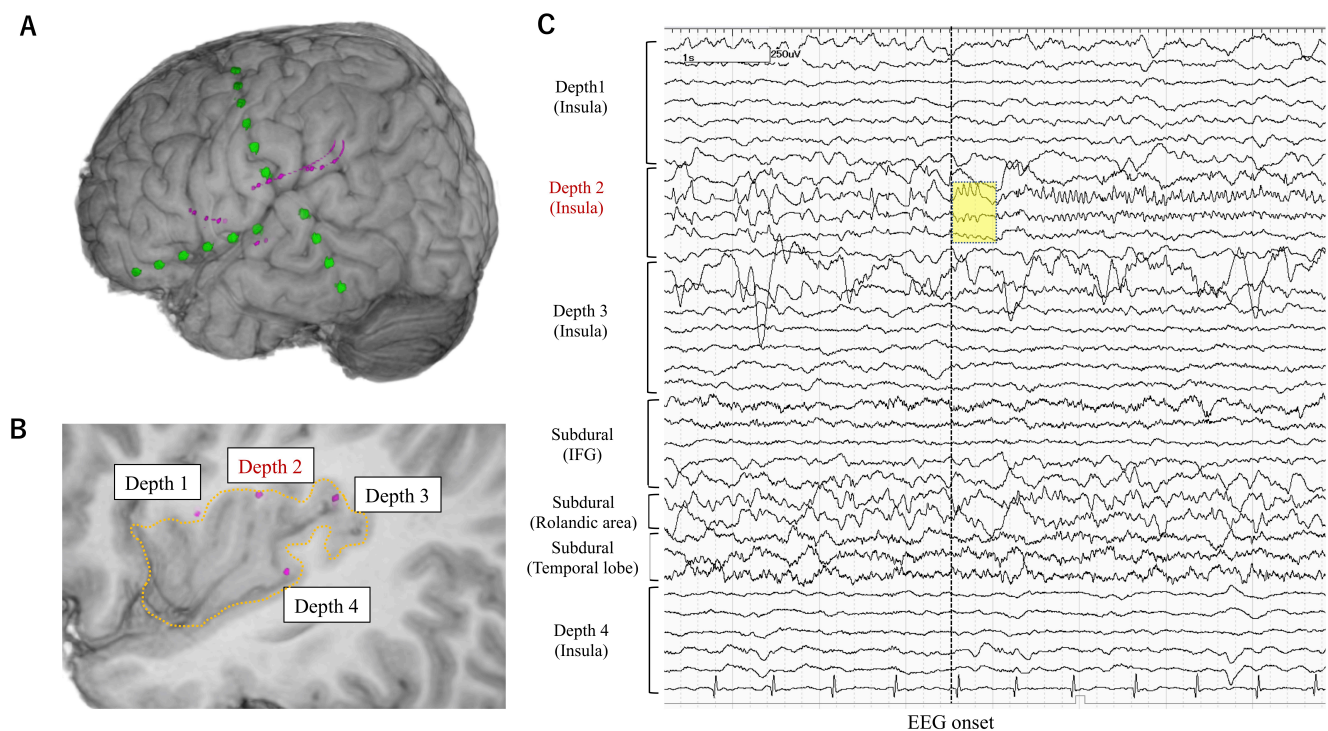 A
B
Depth 1
Depth 2
Depth 3
Depth 4
C
1s
250uV
Depth1
(Insula)
Depth 2
(Insula)
Depth 3
(Insula)
Subdural
(IFG)
Subdural
(Rolandic area)
Subdural
(Temporal lobe)
Depth 4
(Insula)
EEG onset